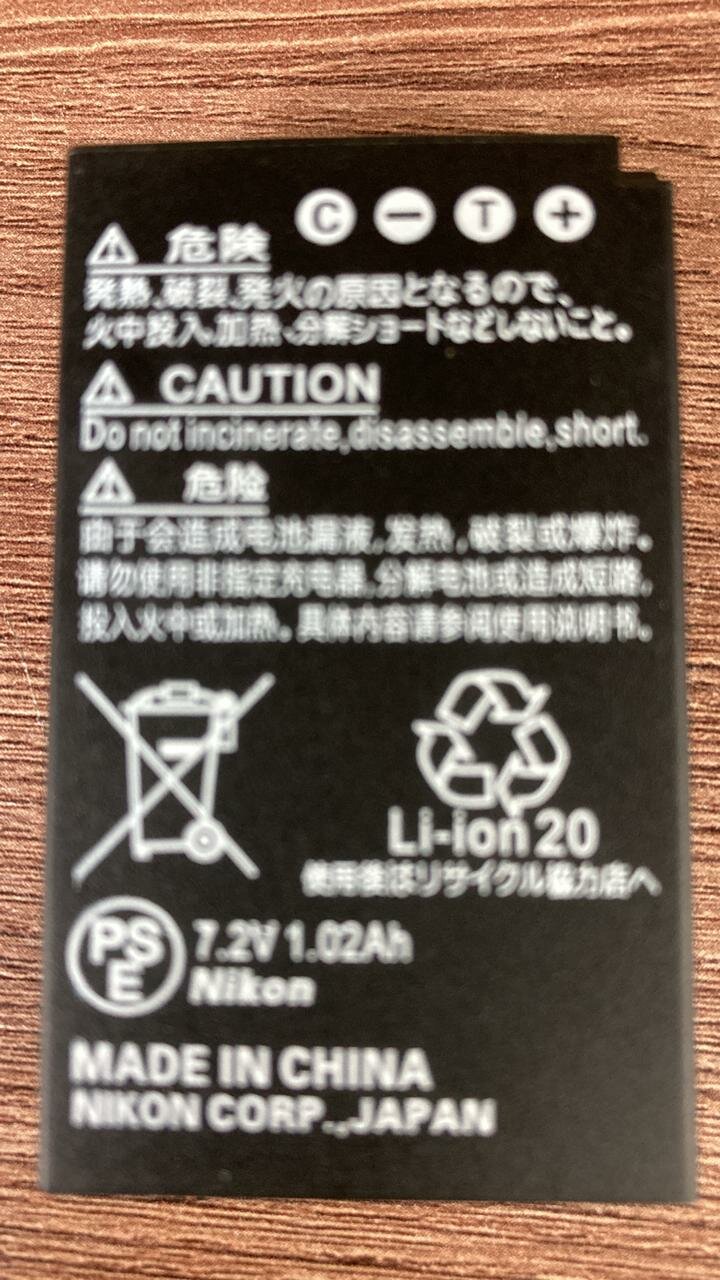 C − T +
⚠ 危険
発熱、破裂、発火の原因となるので、
火中投入、加熱、分解ショートなどしないこと。
⚠ CAUTION
Do not incinerate,disassemble,short.
⚠ 危险
由于会造成电池漏液,发热,破裂或爆炸。
请勿使用非指定充电器,分解电池或造成短路,
投入火中或加热。具体内容请参阅使用说明书。
Li-ion 20
使用後はリサイクル協力店へ
PSE 7.2V 1.02Ah
Nikon
MADE IN CHINA
NIKON CORP.,JAPAN